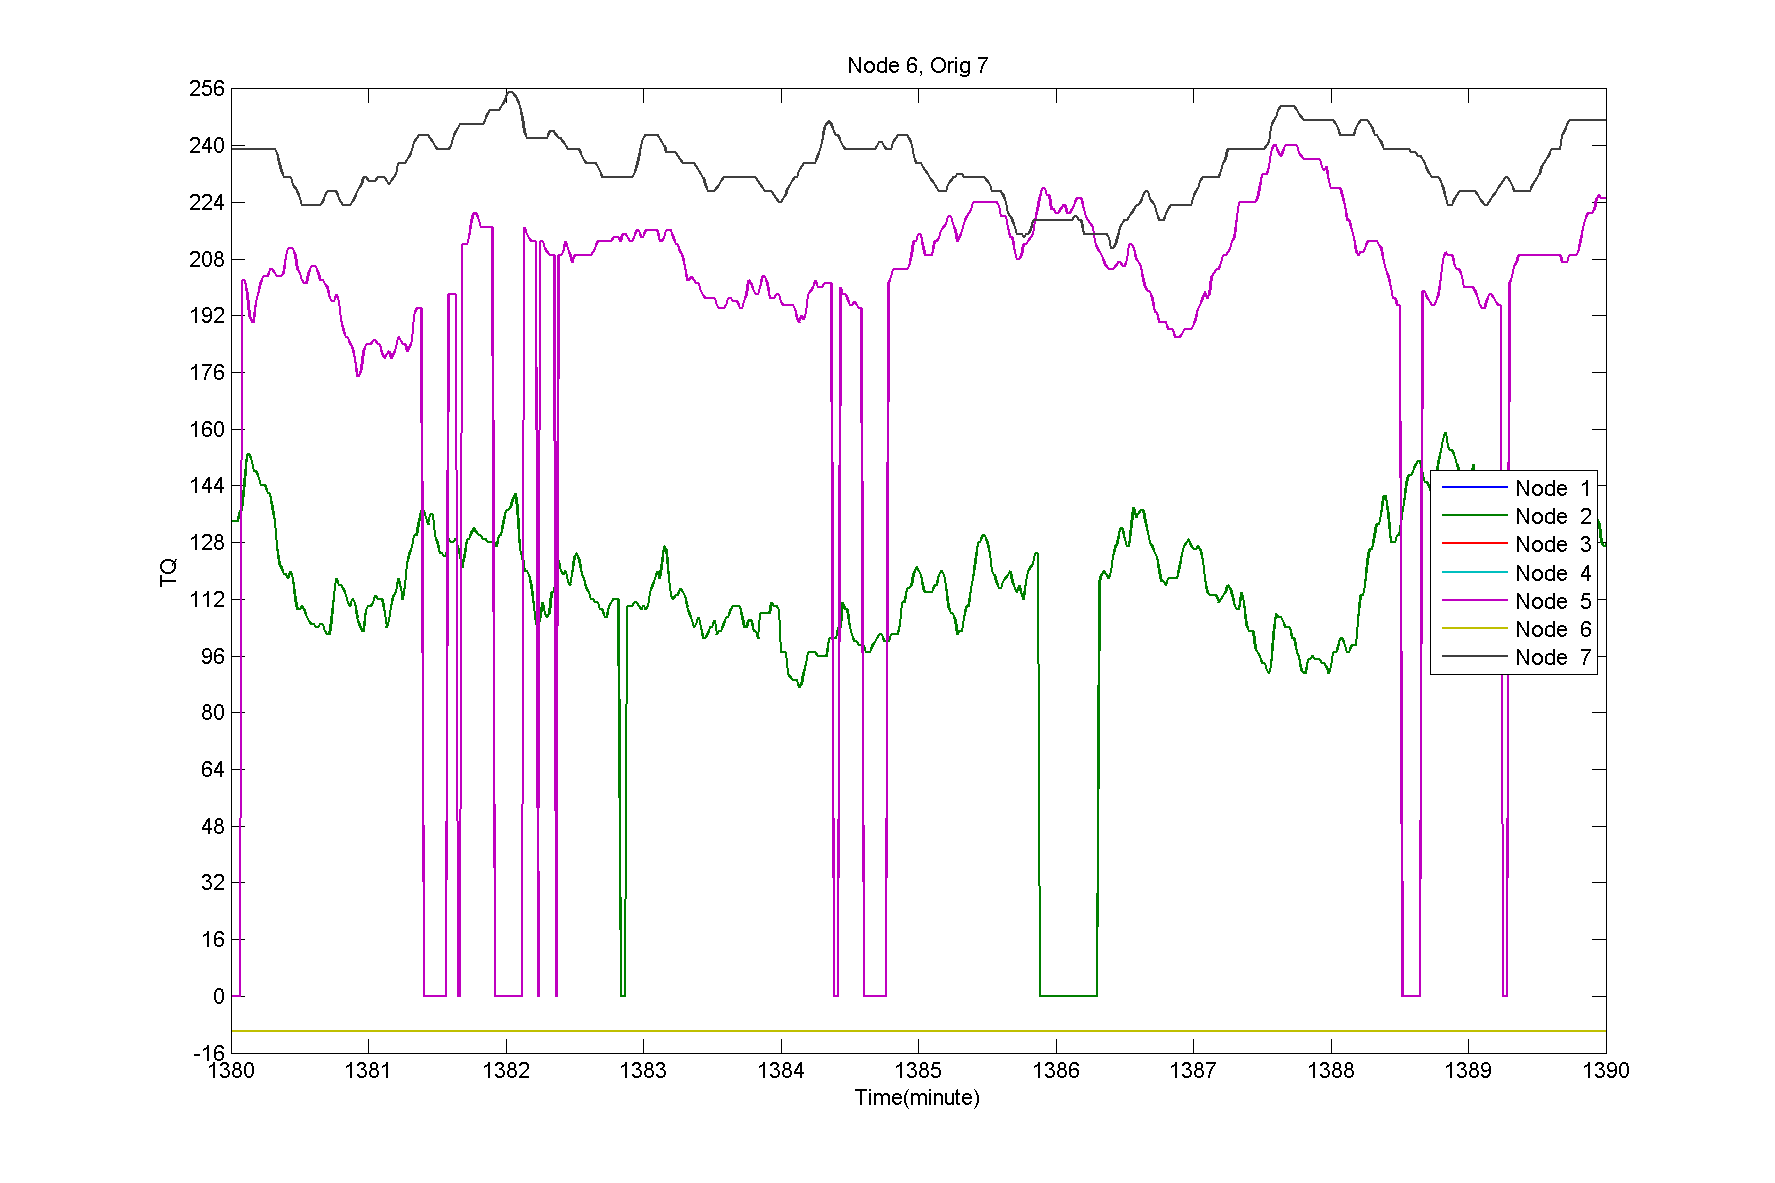 Node 6, Orig 7
256
240
224
208
192
176
160
144
128
112
96
80
64
48
32
16
0
-16
TQ
Node 1
Node 2
Node 3
Node 4
Node 5
Node 6
Node 7
1380 1381 1382 1383 1384 1385 1386 1387 1388 1389 1390
Time(minute)